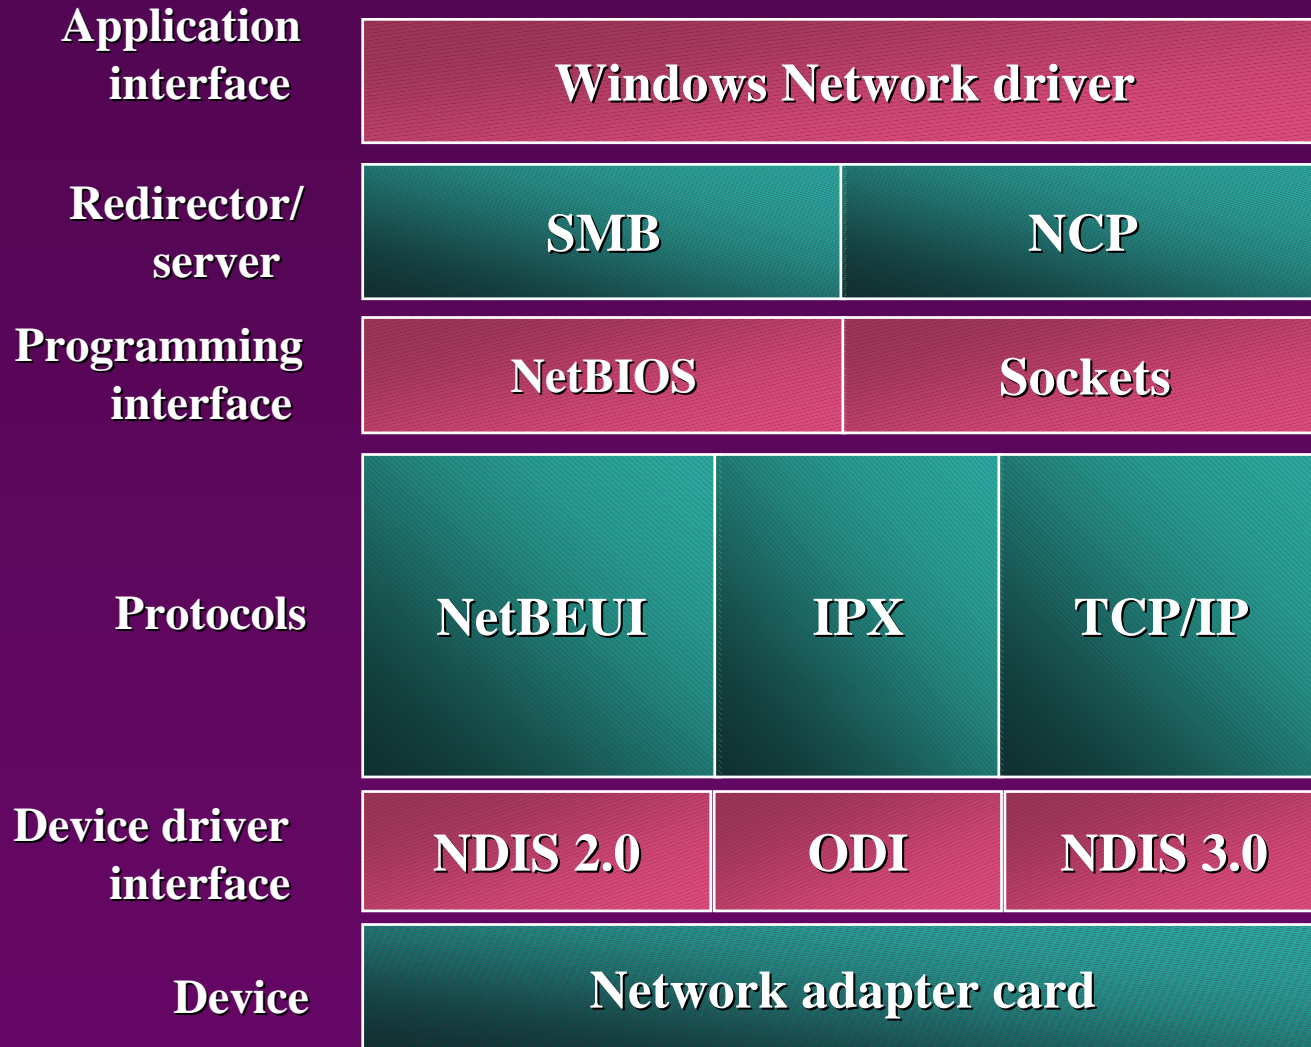 Application
interface
Windows Network driver
Redirector/
server
SMB
NCP
Programming
interface
NetBIOS
Sockets
Protocols
NetBEUI
IPX
TCP/IP
Device driver
interface
NDIS 2.0
ODI
NDIS 3.0
Device
Network adapter card